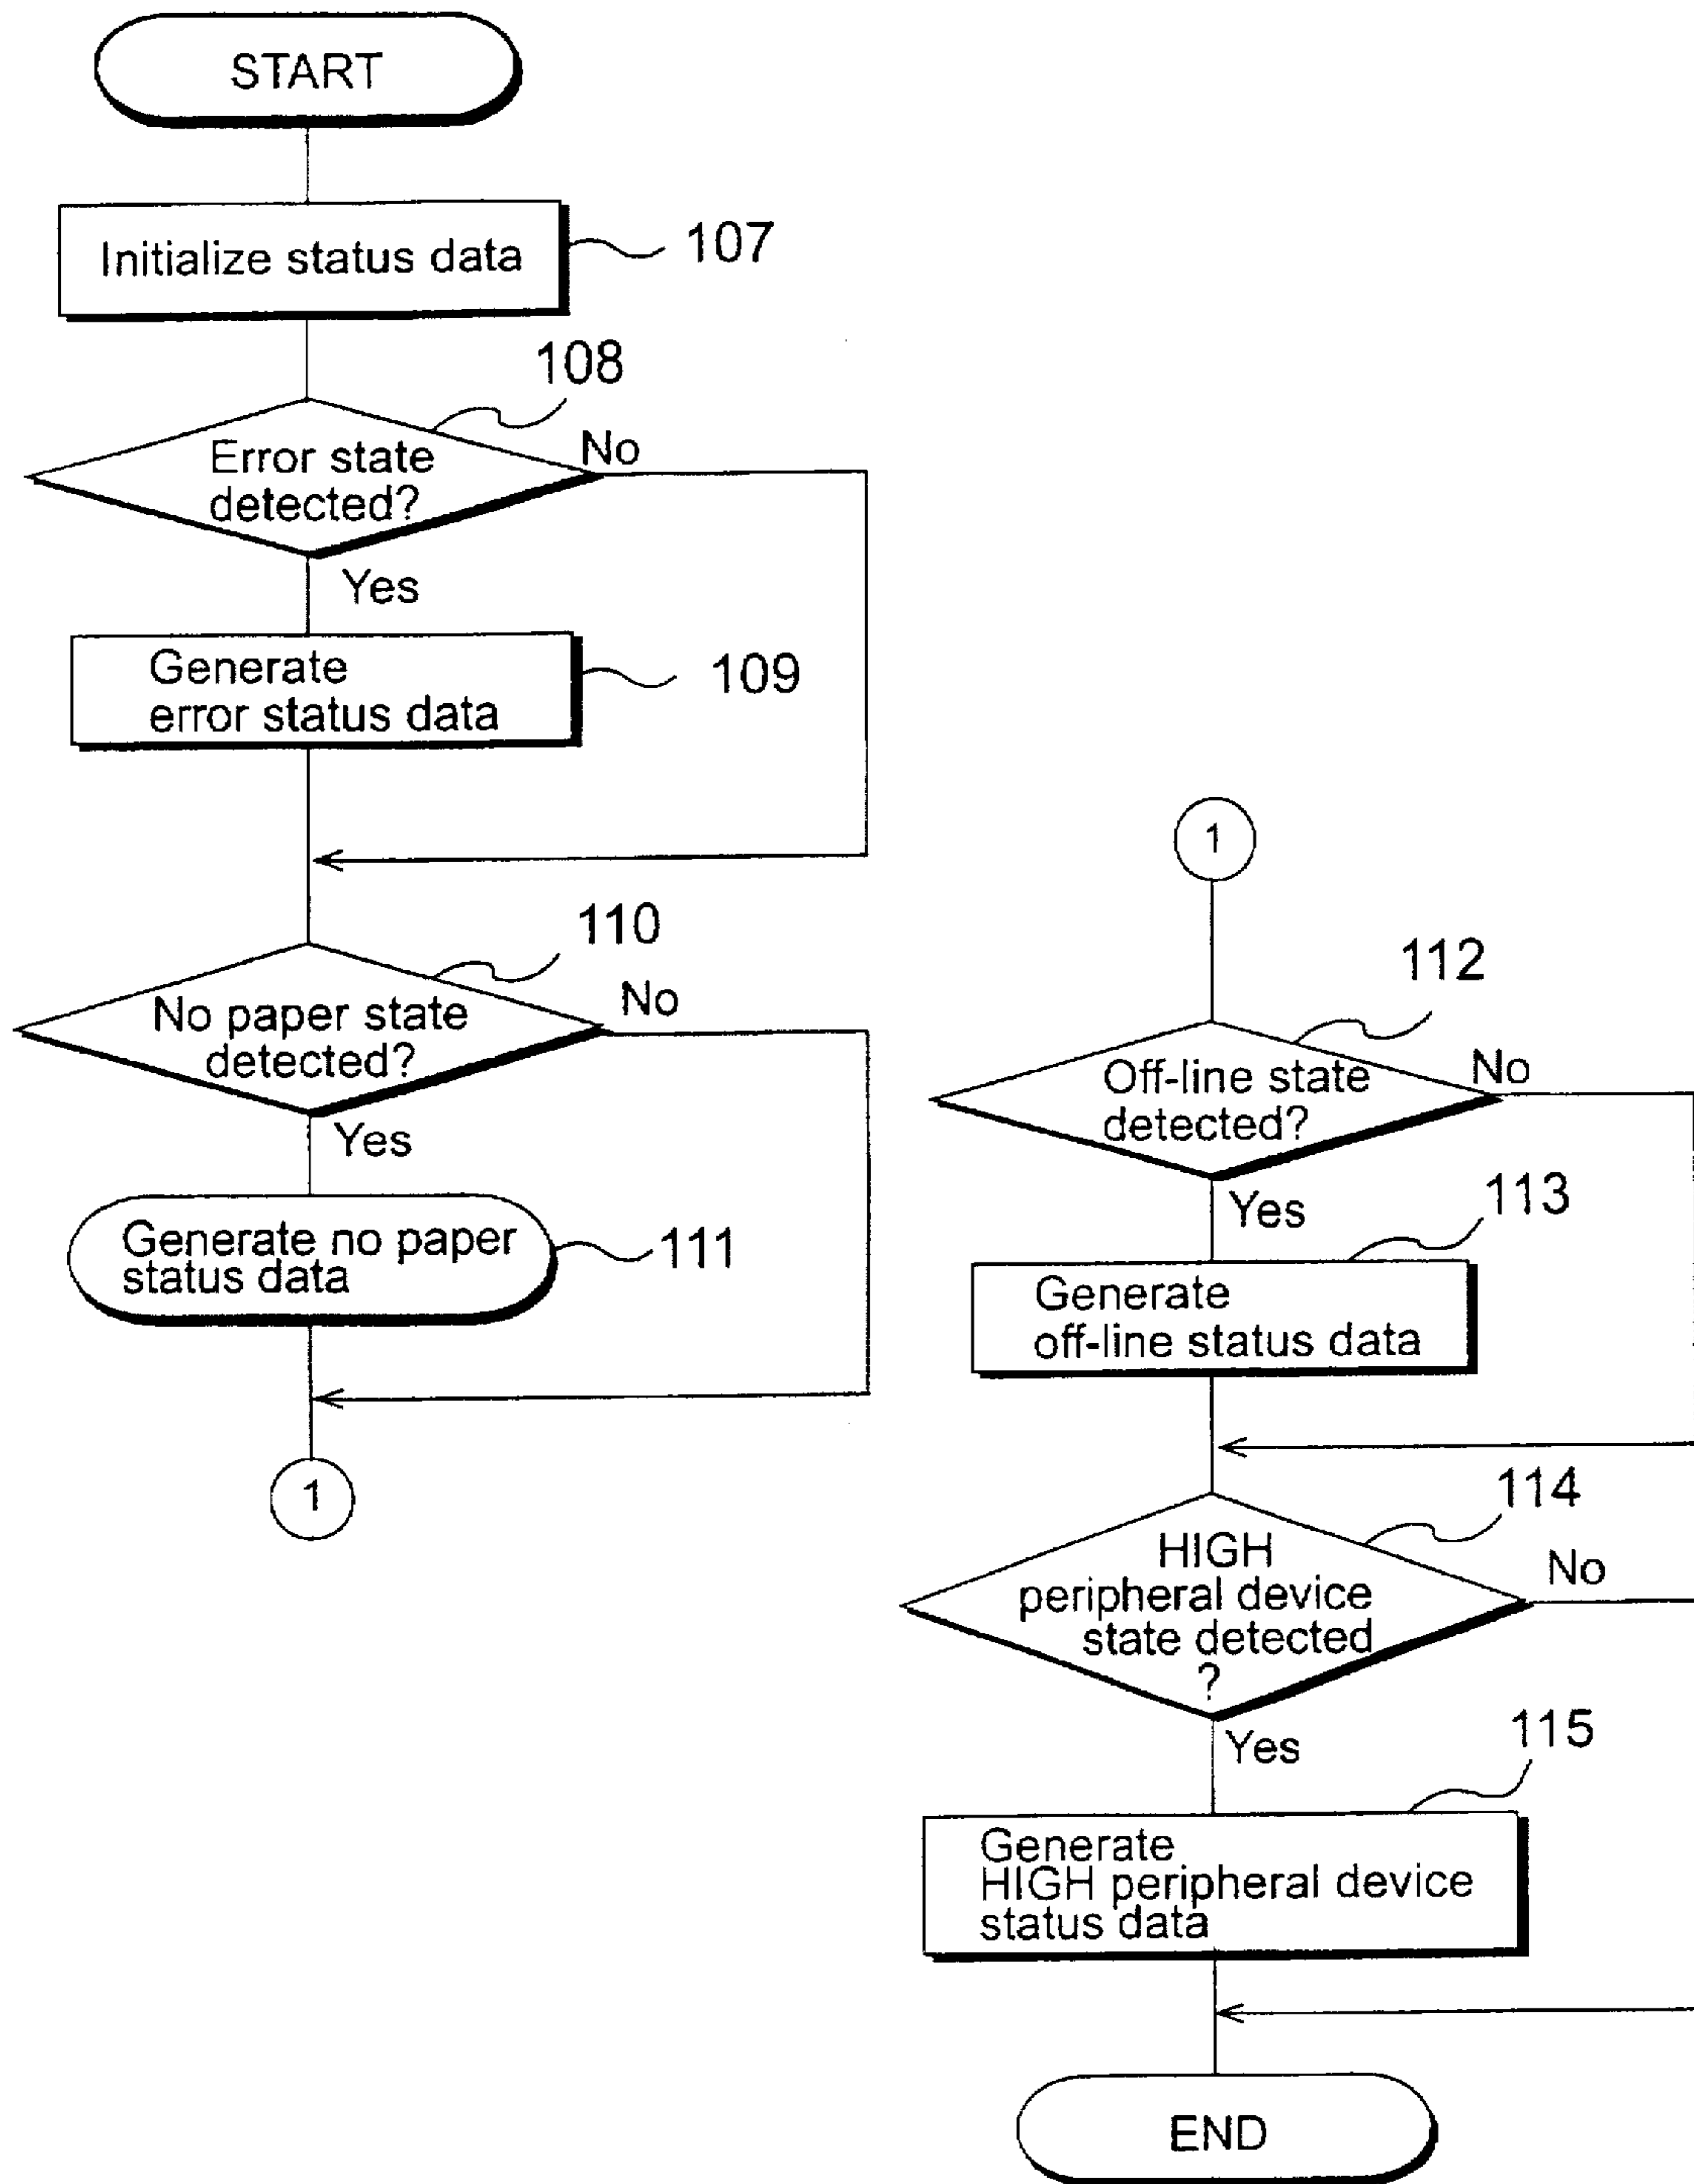 START
Initialize status data
107
108
Error state
detected?
No
Yes
Generate
error status data
109
110
No paper state
detected?
No
Yes
Generate no paper
status data
111
1
1
112
Off-line state
detected?
No
Yes
113
Generate
off-line status data
114
HIGH
peripheral device
state detected
?
No
Yes
115
Generate
HIGH peripheral device
status data
END